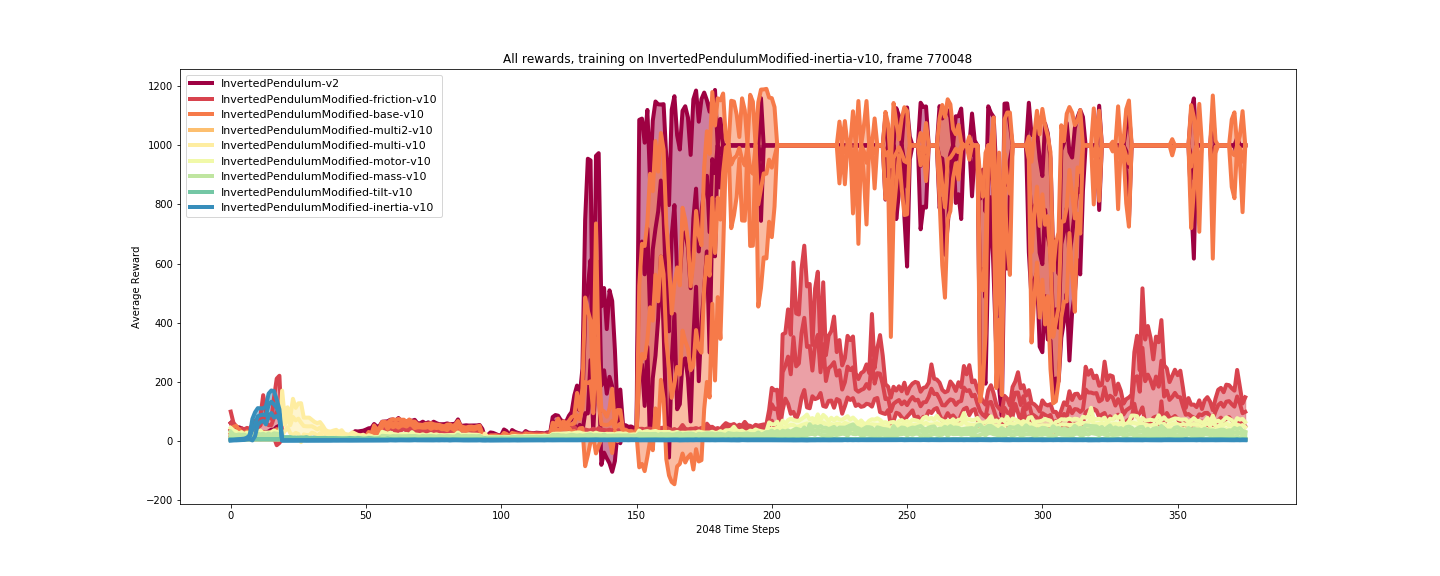 All rewards, training on InvertedPendulumModified-inertia-v10, frame 770048
InvertedPendulum-v2
InvertedPendulumModified-friction-v10
InvertedPendulumModified-base-v10
InvertedPendulumModified-multi2-v10
InvertedPendulumModified-multi-v10
InvertedPendulumModified-motor-v10
InvertedPendulumModified-mass-v10
InvertedPendulumModified-tilt-v10
InvertedPendulumModified-inertia-v10
1200
1000
800
600
400
200
0
−200
Average Reward
0 50 100 150 200 250 300 350
2048 Time Steps